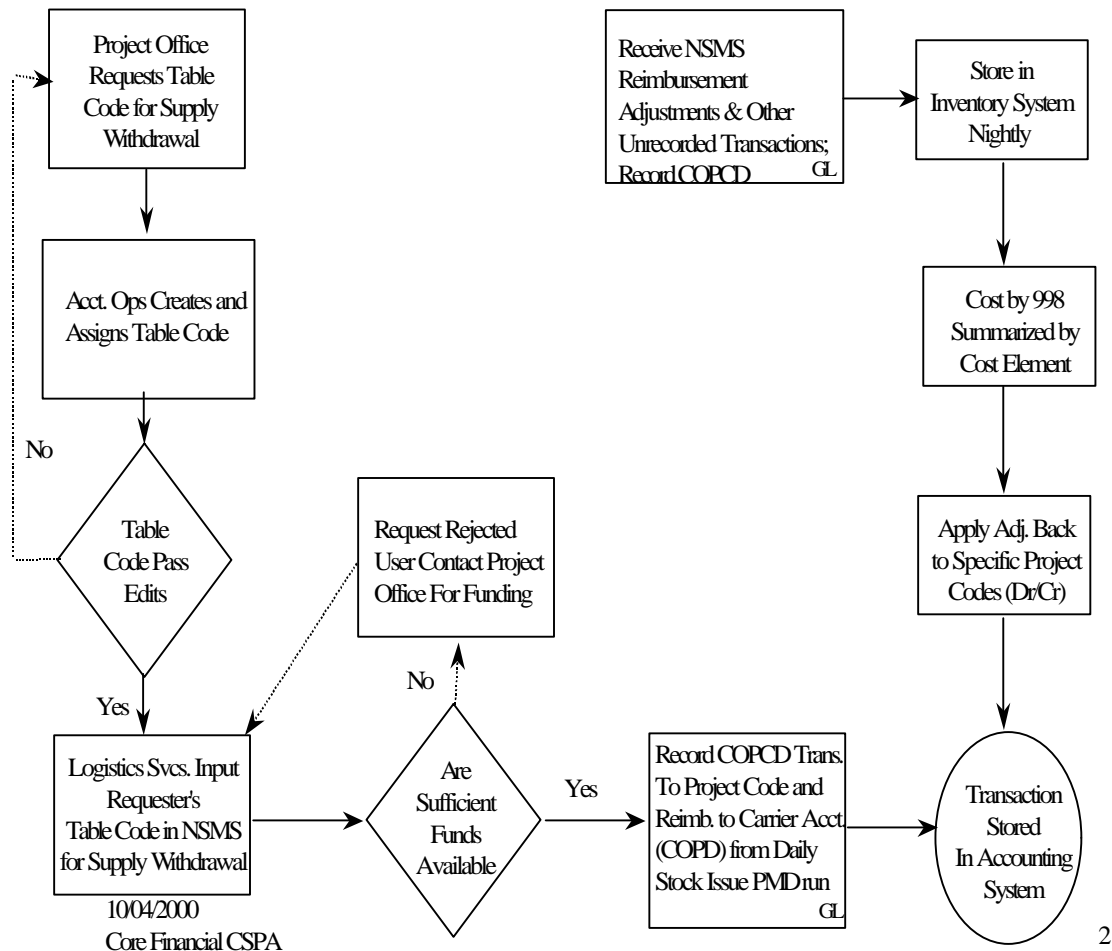 Project Office
Requests Table
Code for Supply
Withdrawal
Acct. Ops Creates and
Assigns Table Code
No
Table
Code Pass
Edits
Yes
Logistics Svcs. Input
Requester's
Table Code in NSMS
for Supply Withdrawal
Request Rejected
User Contact Project
Office For Funding
No
Are
Sufficient
Funds
Available
Yes
Record COPCD Trans.
To Project Code and
Reimb. to Carrier Acct.
(COPD) from Daily
Stock Issue PMD run
GL
Receive NSMS
Reimbursement
Adjustments & Other
Unrecorded Transactions;
Record COPCD
GL
Store in
Inventory System
Nightly
Cost by 998
Summarized by
Cost Element
Apply Adj. Back
to Specific Project
Codes (Dr/Cr)
Transaction
Stored
In Accounting
System
10/04/2000
Core Financial CSPA
2